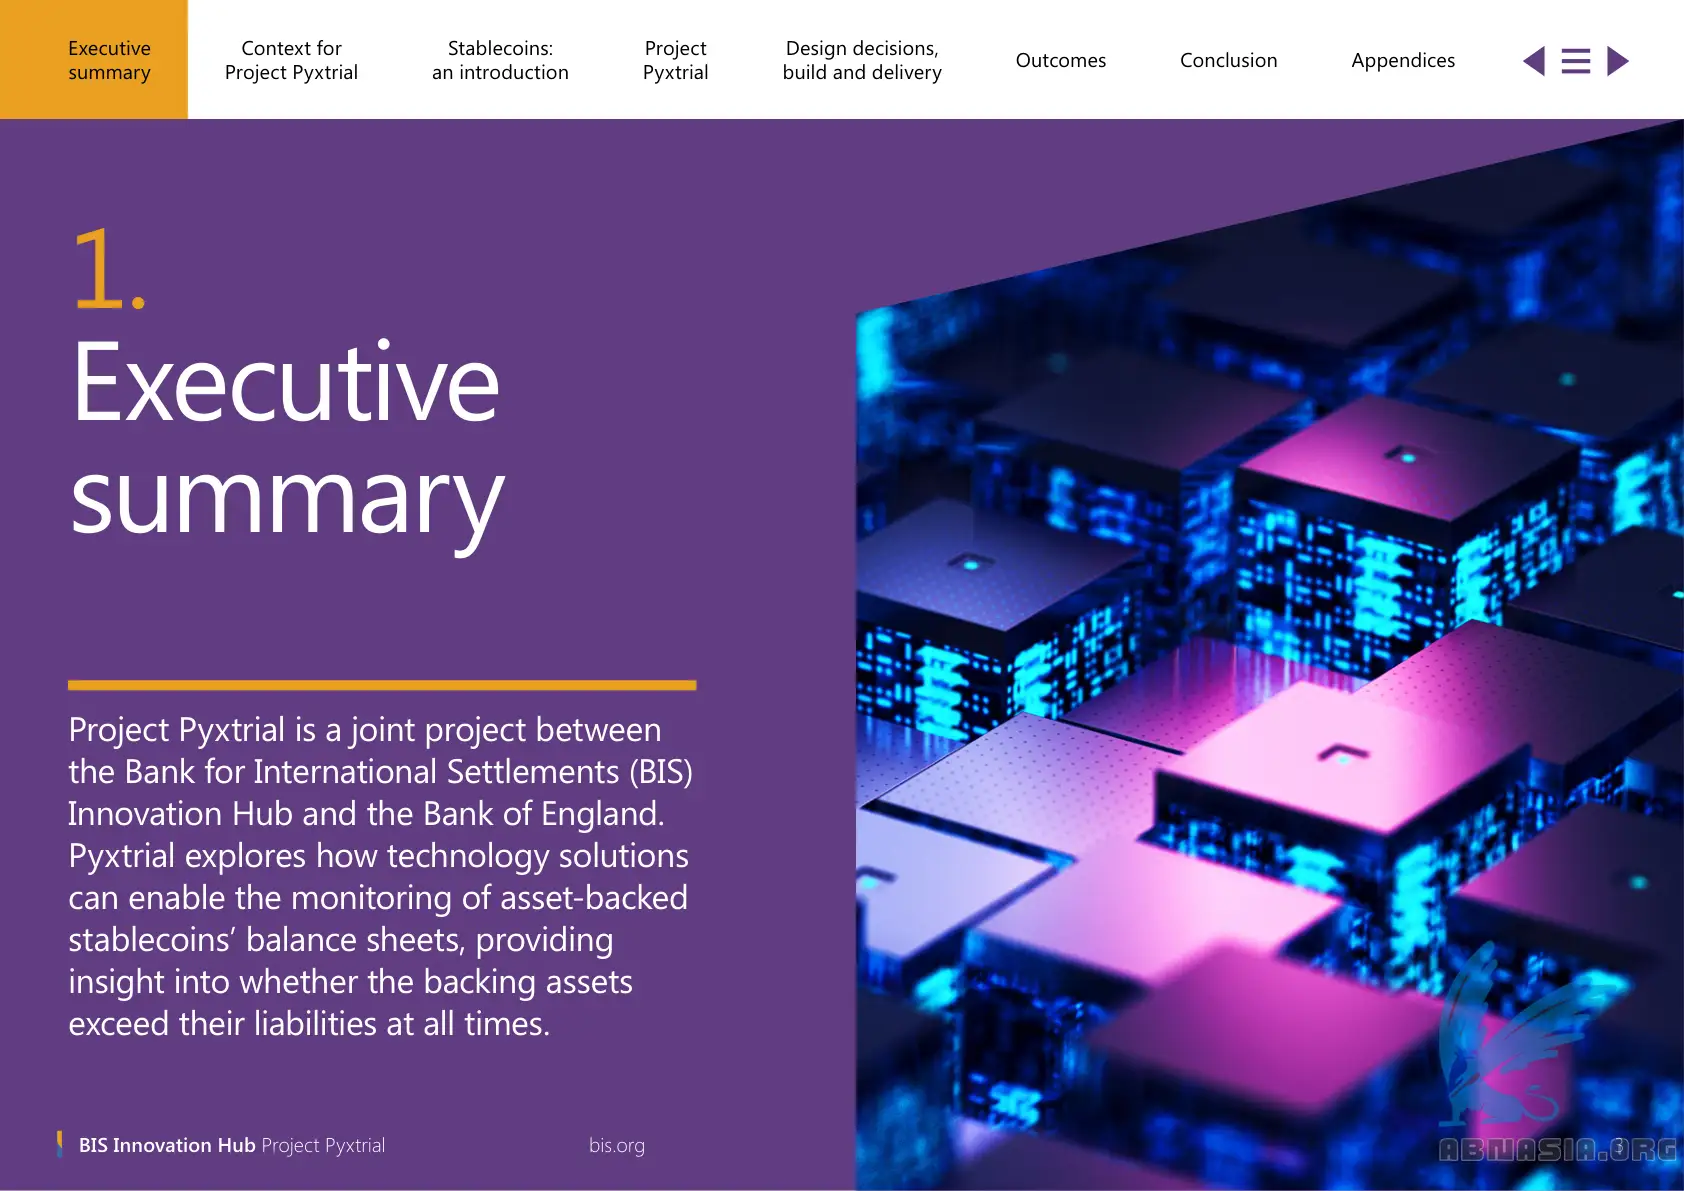 Executive
summary
Context for
Project Pyxtrial
Stablecoins:
an introduction
Project
Pyxtrial
Design decisions,
build and delivery
Outcomes
Conclusion
Appendices
1.
Executive
summary
Project Pyxtrial is a joint project between
the Bank for International Settlements (BIS)
Innovation Hub and the Bank of England.
Pyxtrial explores how technology solutions
can enable the monitoring of asset-backed
stablecoins’ balance sheets, providing
insight into whether the backing assets
exceed their liabilities at all times.
BIS Innovation Hub Project Pyxtrial
bis.org
3
ABNASIA.ORG